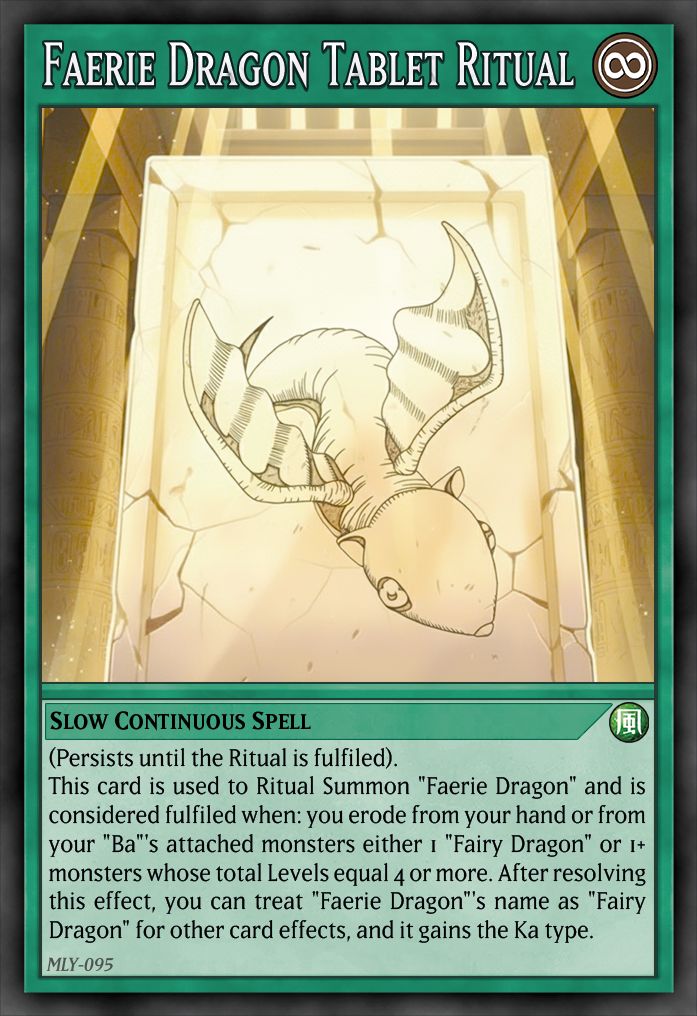 Faerie Dragon Tablet Ritual
Slow Continuous Spell
風
(Persists until the Ritual is fulfiled).
This card is used to Ritual Summon "Faerie Dragon" and is
considered fulfilled when: you erode from your hand or from
your "Ba"'s attached monsters either 1 "Fairy Dragon" or 1+
monsters whose total Levels equal 4 or more. After resolving
this effect, you can treat "Faerie Dragon"'s name as "Fairy
Dragon" for other card effects, and it gains the Ka type.
MLY-095